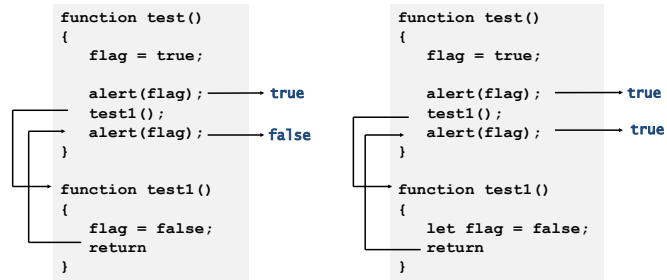 function test()
{
flag = true;
alert(flag); true
test1();
alert(flag); false
}
function test1()
{
flag = false;
return
}
function test()
{
flag = true;
alert(flag); true
test1();
alert(flag); true
}
function test1()
{
let flag = false;
return
}